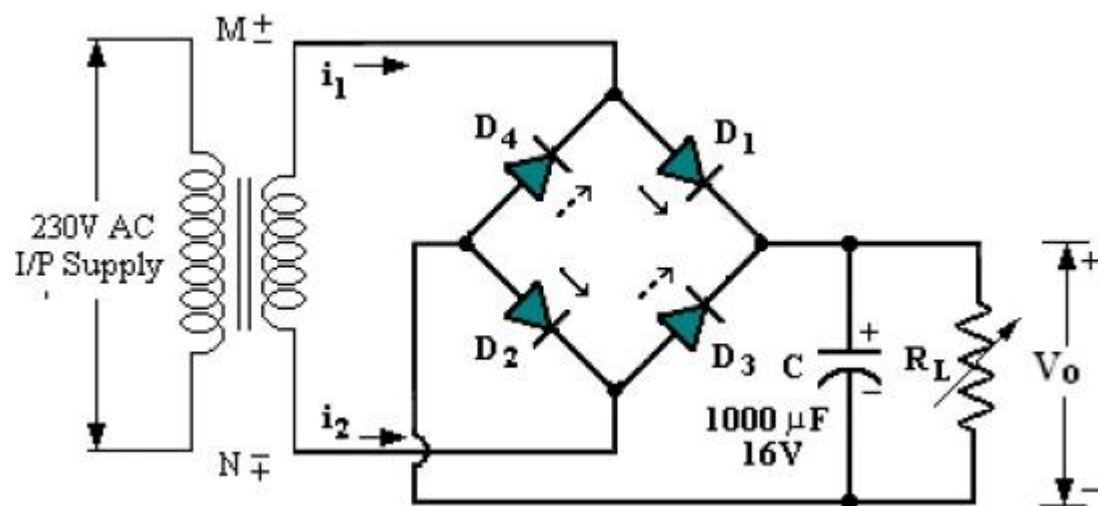 M ±
i1
D4
D1
230V AC
I/P Supply
+
+
D2
D3
C
RL
Vo
−
1000 µF
16V
i2
N ∓
−